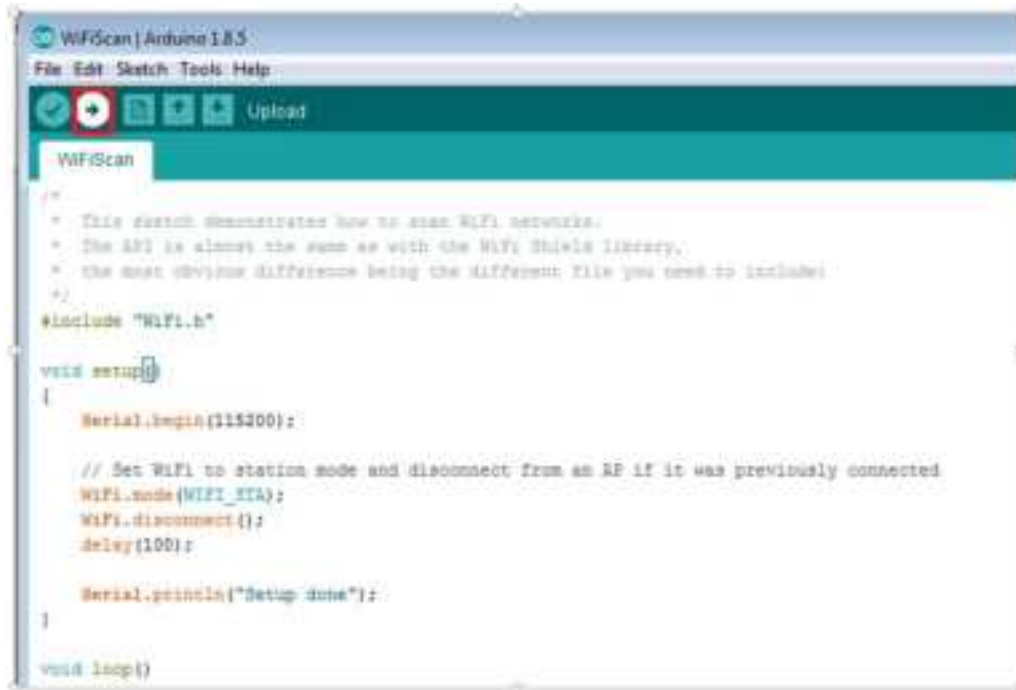 WiFiScan | Arduino 1.8.5
File Edit Sketch Tools Help
Upload
WiFiScan
/*
* This sketch demonstrates how to scan WiFi networks.
* The API is almost the same as with the WiFi Shield library,
* the most obvious difference being the different file you need to include:
*/
#include "WiFi.h"
void setup()
{
Serial.begin(115200);
// Set WiFi to station mode and disconnect from an AP if it was previously connected
WiFi.mode(WIFI_STA);
WiFi.disconnect();
delay(100);
Serial.println("Setup done");
}
void loop()